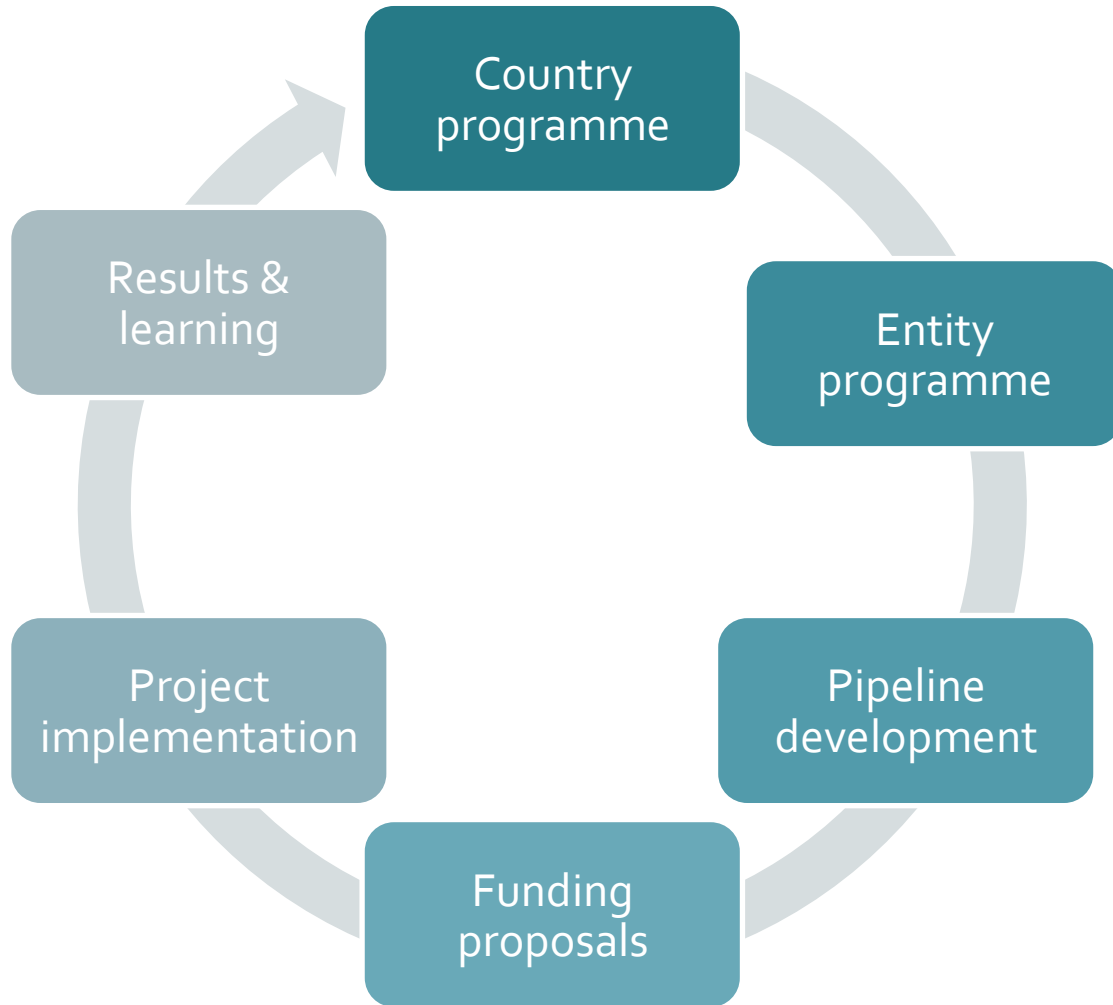 Country
programme
Entity
programme
Pipeline
development
Funding
proposals
Project
implementation
Results &
learning